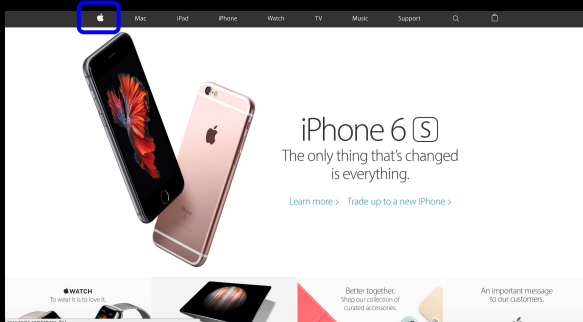 Mac iPad iPhone Watch TV Music Support
iPhone 6 S
The only thing that's changed
is everything.
Learn more > Trade up to a new iPhone >
WATCH
To wear it is to love it.
Better together.
Shop our collection of
curated accessories.
An important message
to our customers.